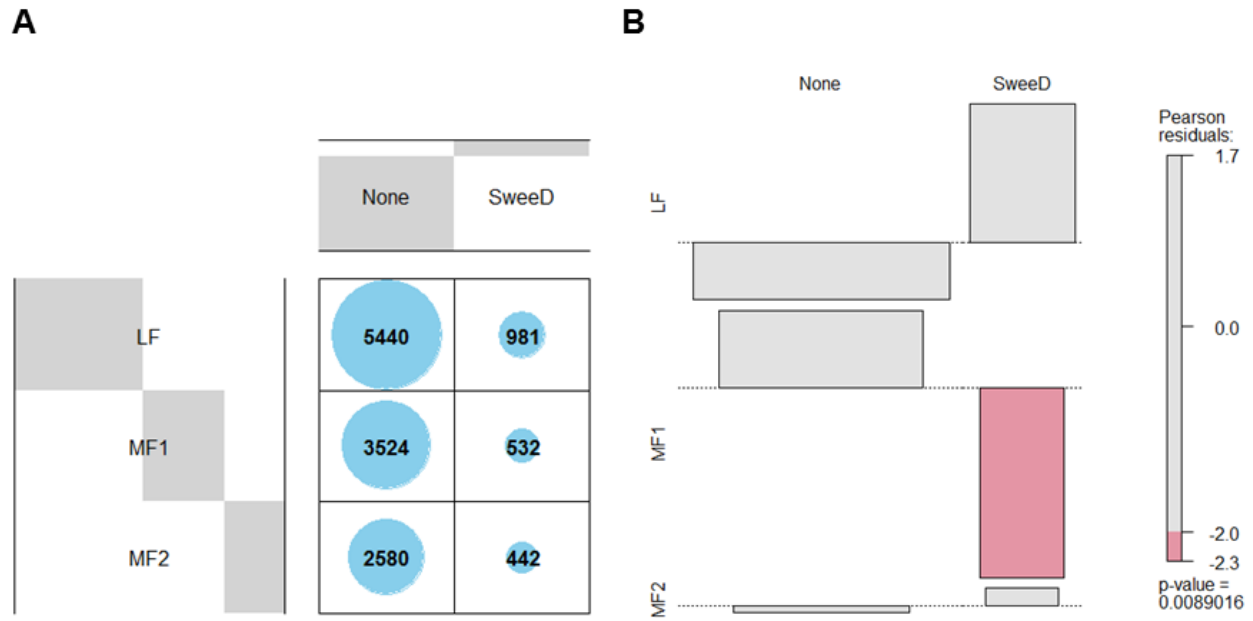 A
B
None SweeD
LF 5440 981
MF1 3524 532
MF2 2580 442
None SweeD
LF
MF1
MF2
Pearson
residuals:
1.7
0.0
-2.0
-2.3
p-value =
0.0089016